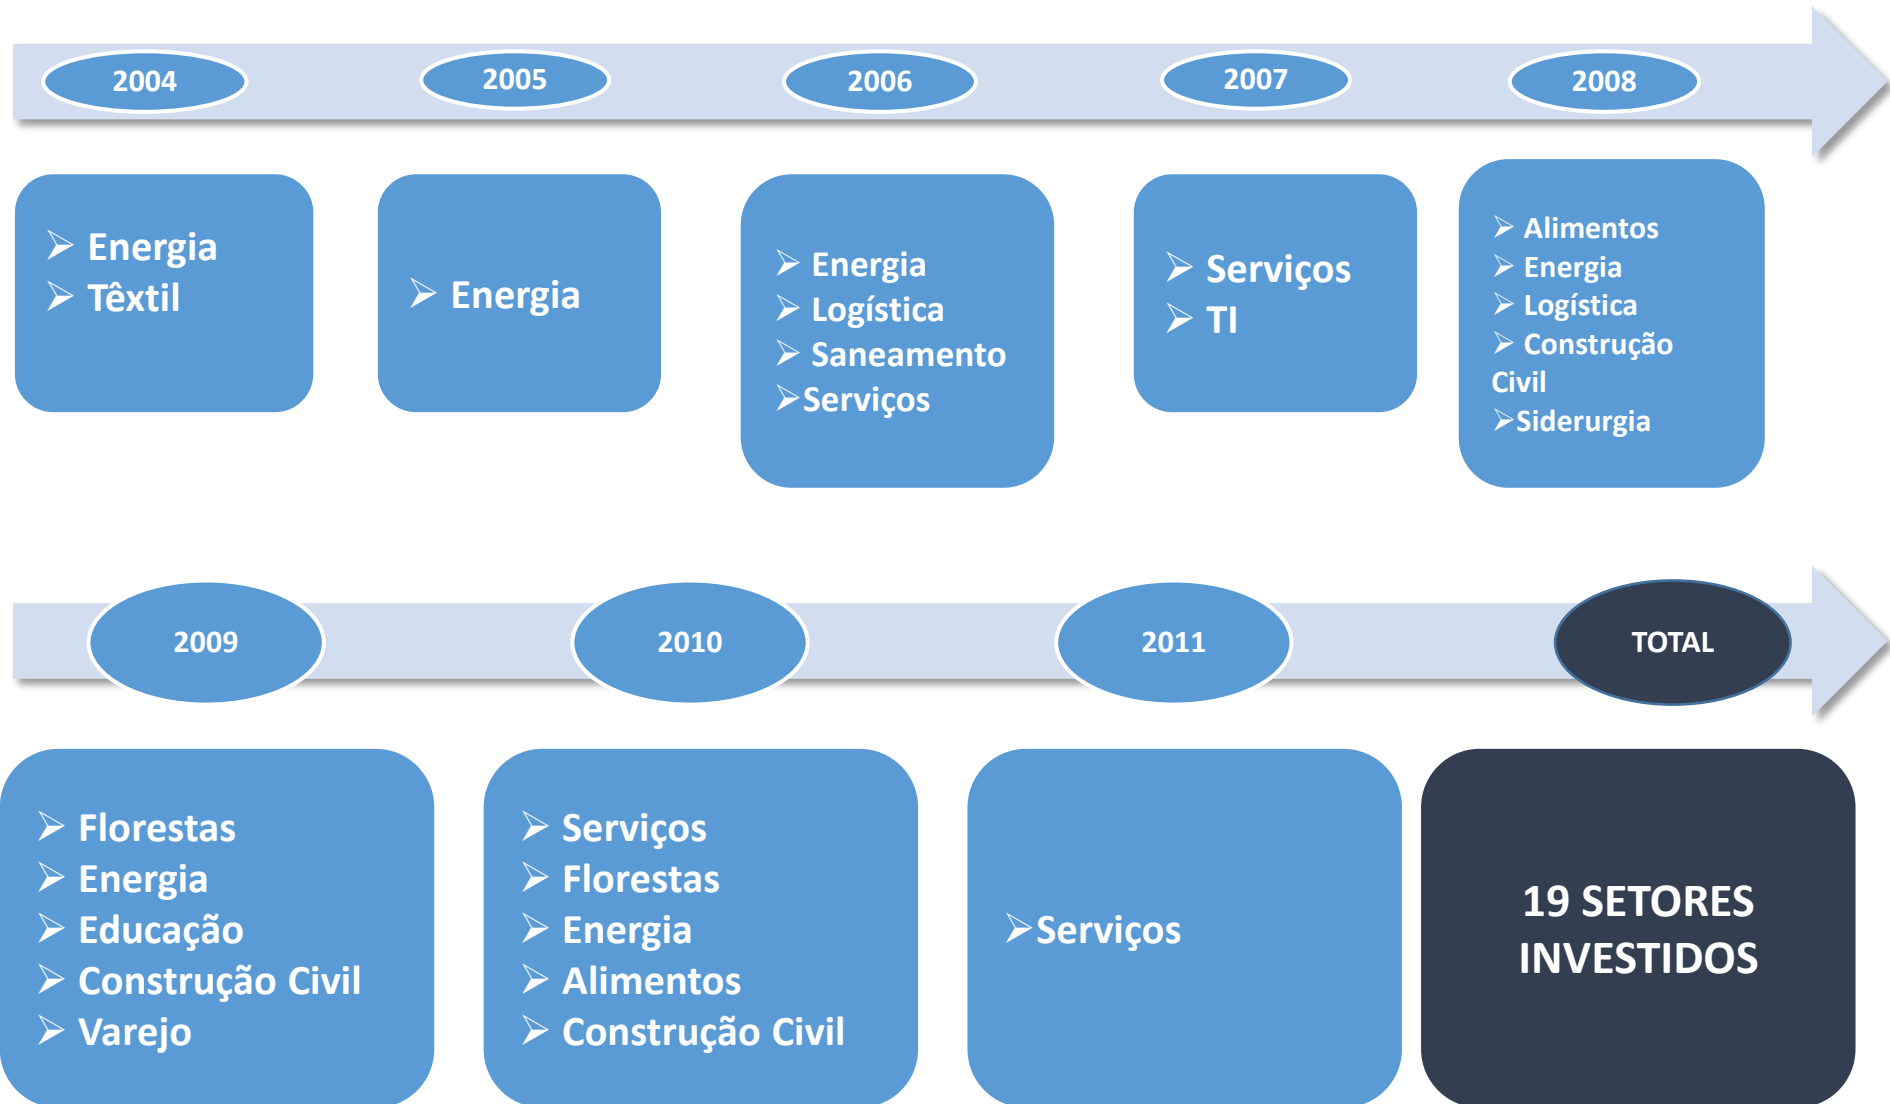 2004
2005
2006
2007
2008
➢ Energia
➢ Têxtil
➢ Energia
➢ Energia
➢ Logística
➢ Saneamento
➢Serviços
➢ Serviços
➢ TI
➢ Alimentos
➢ Energia
➢ Logística
➢ Construção
Civil
➢Siderurgia
2009
2010
2011
TOTAL
➢ Florestas
➢ Energia
➢ Educação
➢ Construção Civil
➢ Varejo
➢ Serviços
➢ Florestas
➢ Energia
➢ Alimentos
➢ Construção Civil
➢Serviços
19 SETORES
INVESTIDOS